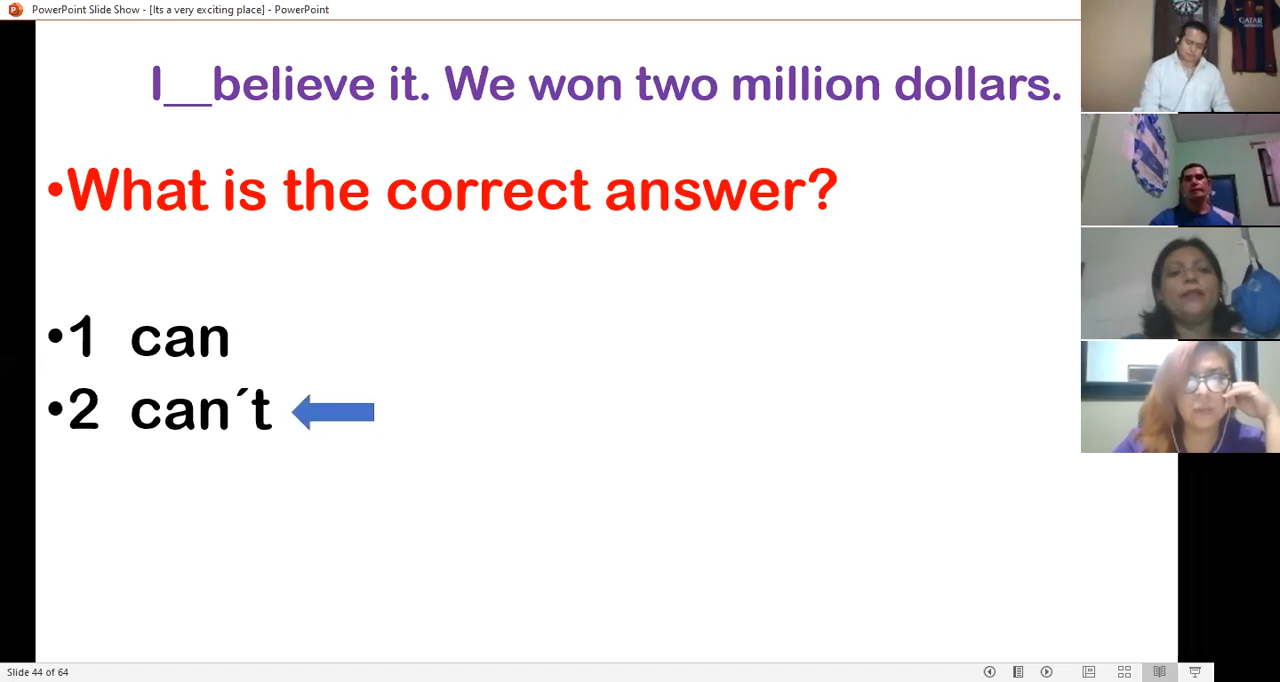 PowerPoint Slide Show - [Its a very exciting place] - PowerPoint
I__believe it. We won two million dollars.
•What is the correct answer?
•1 can
•2 can´t
QATAR
Slide 44 of 64